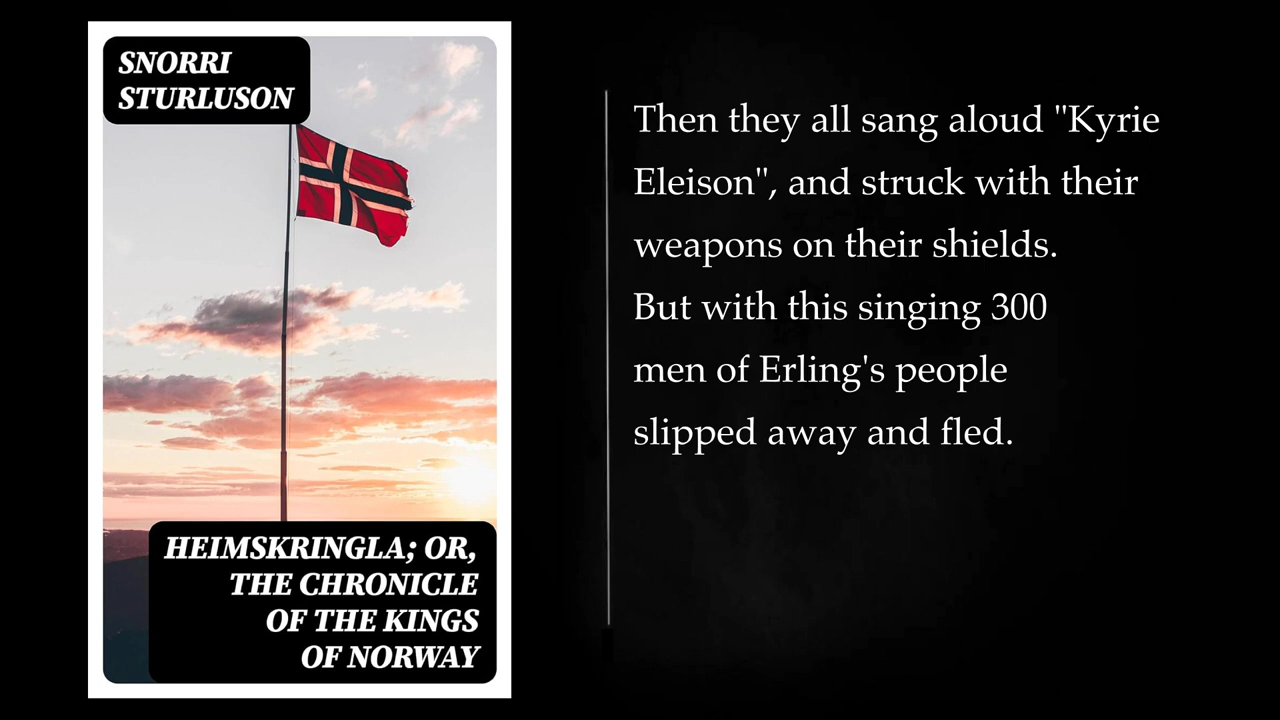 SNORRI
STURLUSON
HEIMSKRINGLA; OR,
THE CHRONICLE
OF THE KINGS
OF NORWAY
Then they all sang aloud "Kyrie
Eleison", and struck with their
weapons on their shields.
But with this singing 300
men of Erling's people
slipped away and fled.